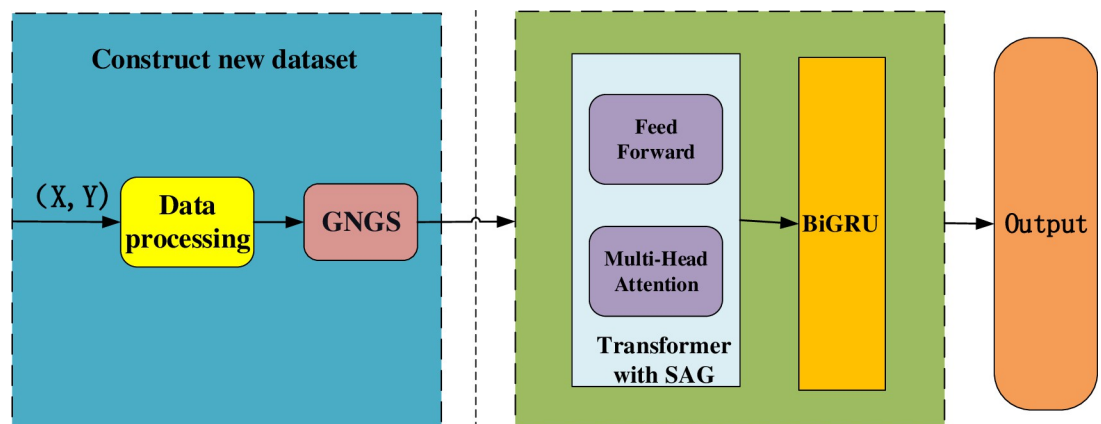 Construct new dataset
(X, Y)
Data
processing
GNGS
Feed
Forward
Multi-Head
Attention
Transformer
with SAG
BiGRU
Output